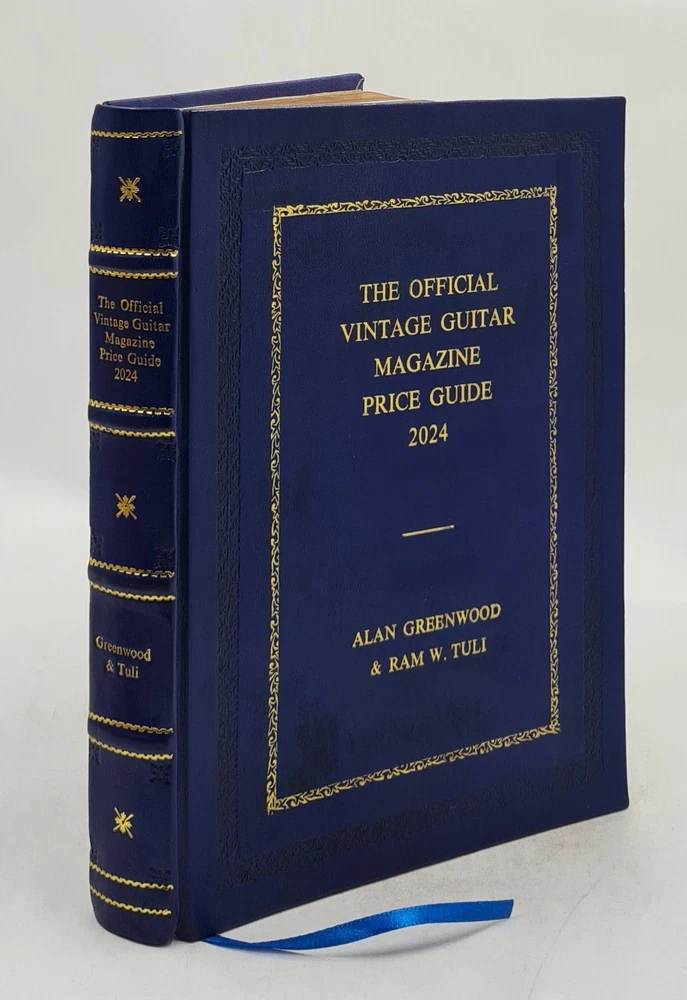 The Official
Vintage Guitar
Magazine
Price Guide
2024
Greenwood
& Tuli
THE OFFICIAL
VINTAGE GUITAR
MAGAZINE
PRICE GUIDE
2024
ALAN GREENWOOD
& RAM W. TULI